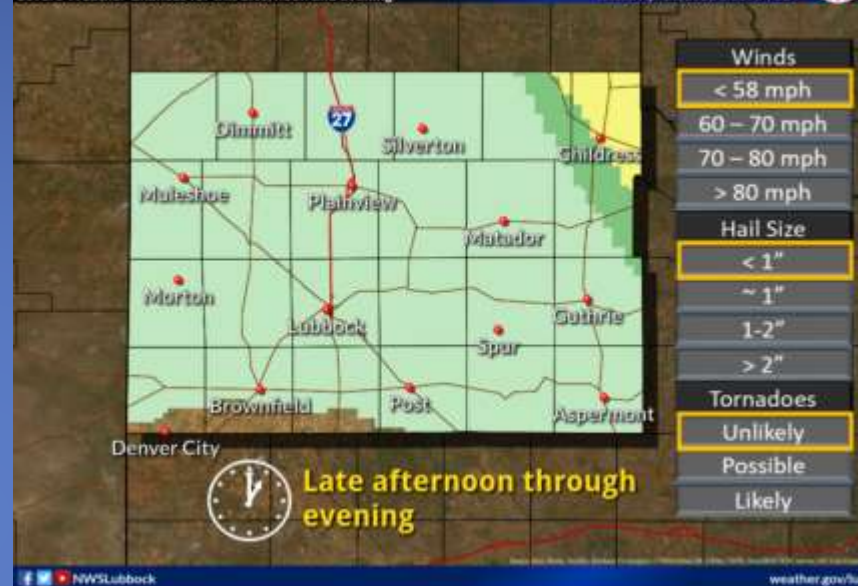 Winds
< 58 mph
60 – 70 mph
70 – 80 mph
> 80 mph
Hail Size
< 1"
~ 1"
1-2"
> 2"
Tornadoes
Unlikely
Possible
Likely
27
Dimmitt
Silverton
Childress
Muleshoe
Plainview
Matador
Morton
Lubbock
Guthrie
Spur
Brownfield
Post
Aspermont
Denver City
Late afternoon through
evening
NWSLubbock